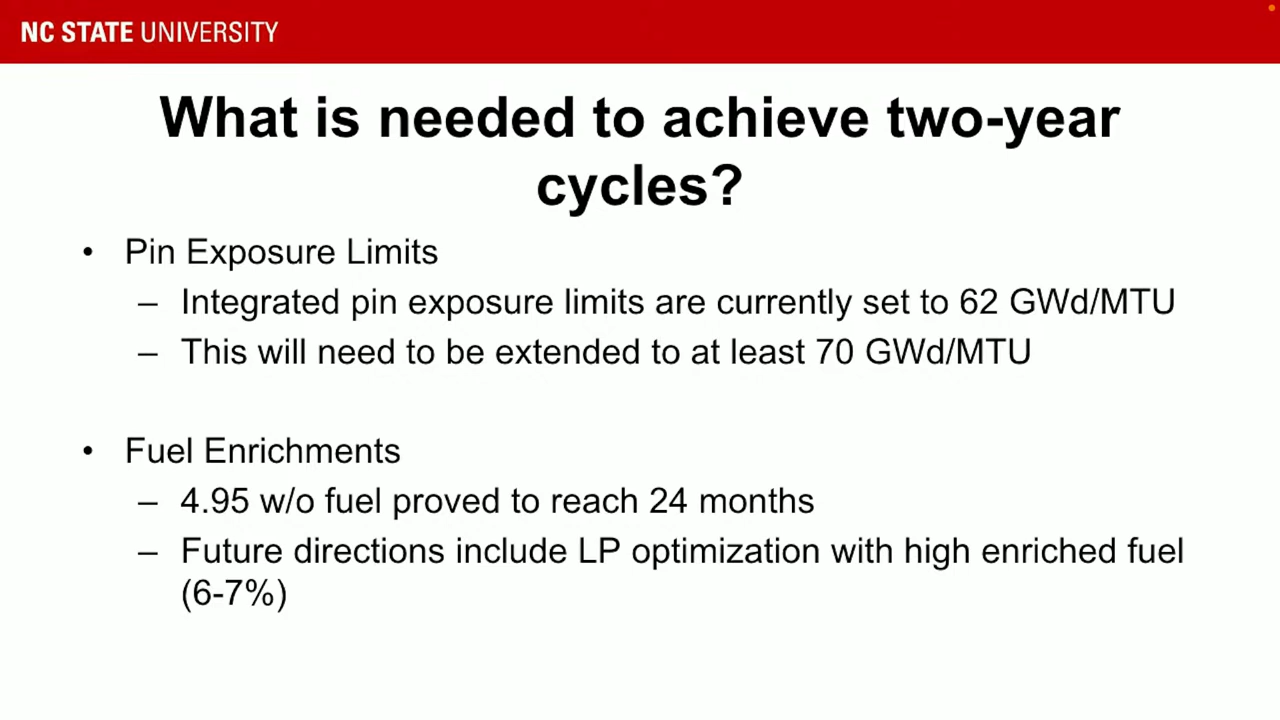 NC STATE UNIVERSITY
What is needed to achieve two-year
cycles?
• Pin Exposure Limits
– Integrated pin exposure limits are currently set to 62 GWd/MTU
– This will need to be extended to at least 70 GWd/MTU
• Fuel Enrichments
– 4.95 w/o fuel proved to reach 24 months
– Future directions include LP optimization with high enriched fuel
(6-7%)